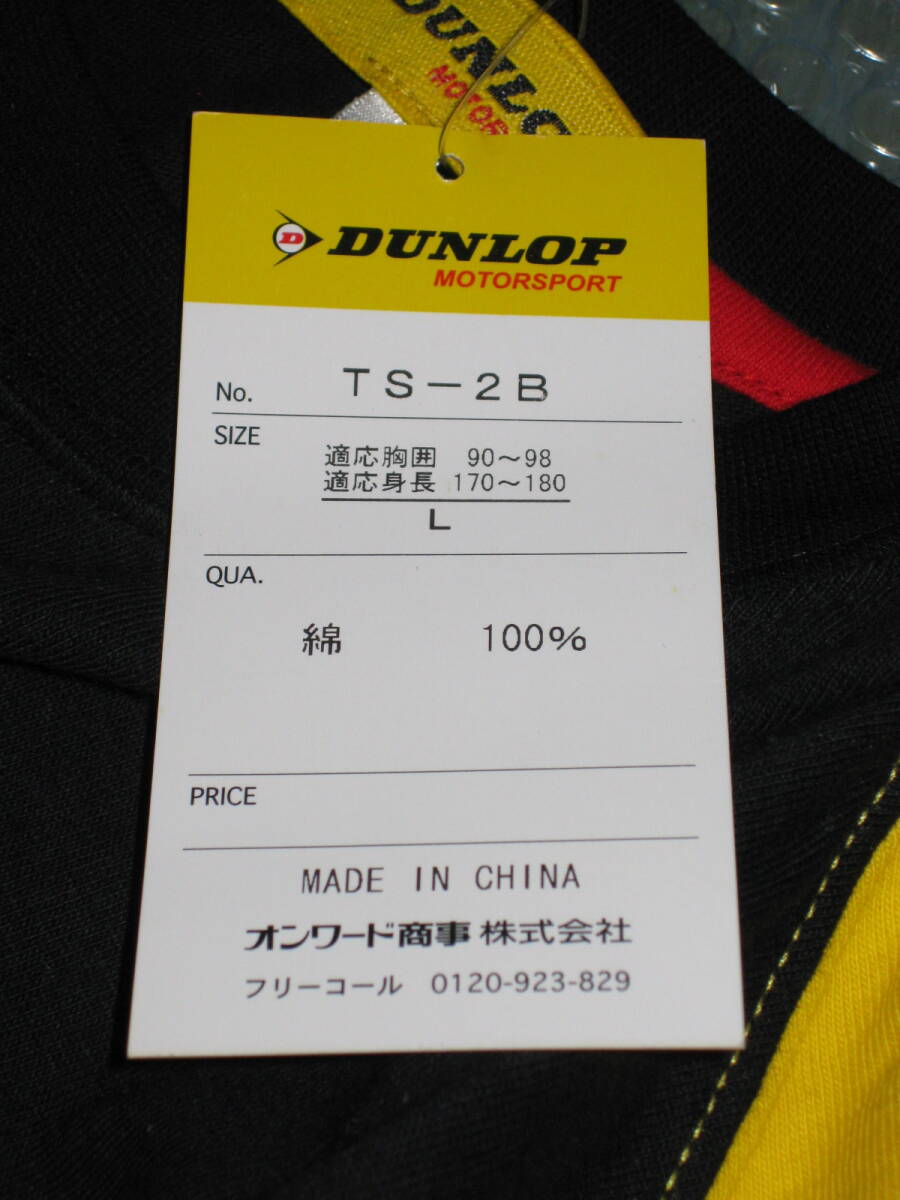 DUNLO
MOTOR
D DUNLOP
MOTORSPORT
No. TS-2B
SIZE
適応胸囲 90～98
適応身長 170～180
L
QUA.
綿 100%
PRICE
MADE IN CHINA
オンワード商事 株式会社
フリーコール 0120-923-829